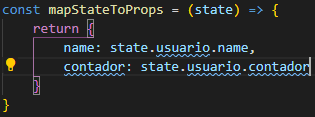 const mapStateToProps = (state) => {
return {
name: state.usuario.name,
contador: state.usuario.contador
}
}